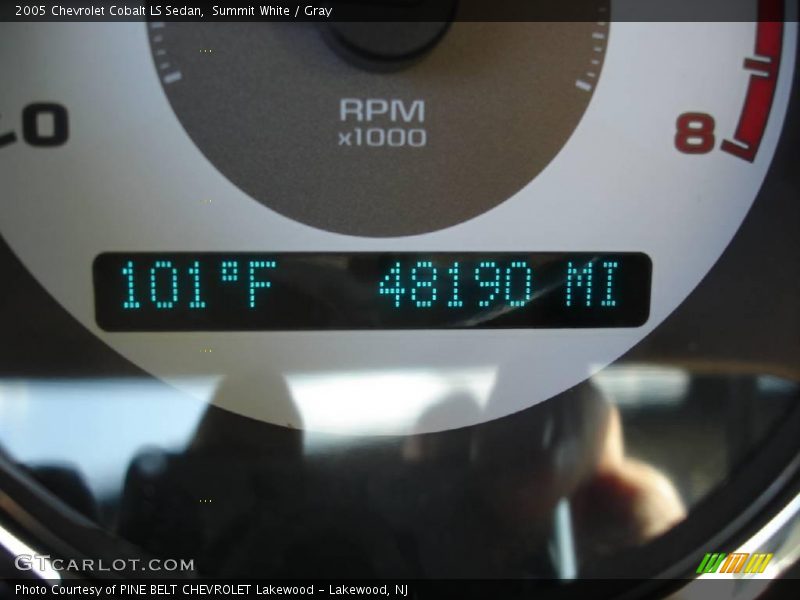 2005 Chevrolet Cobalt LS Sedan,  Summit White / Gray
RPM
x1000
0
8
101°F 48190 MI
GTCARLOT.COM
Photo Courtesy of PINE BELT CHEVROLET Lakewood - Lakewood, NJ